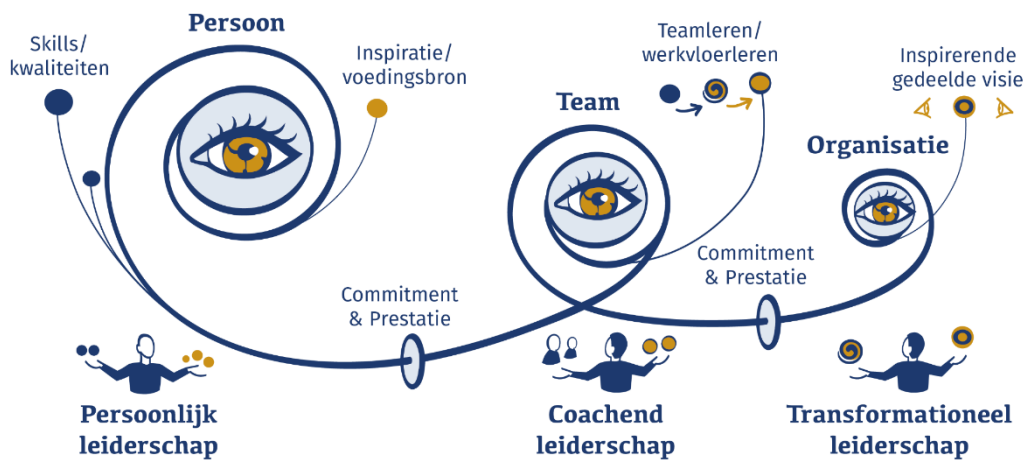 Persoon
Skills/
kwaliteiten
Inspiratie/
voedingsbron
Commitment
& Prestatie
Persoonlijk
leiderschap
Team
Teamleren/
werkvloerleren
Commitment
& Prestatie
Coachend
leiderschap
Organisatie
Inspirerende
gedeelde visie
Transformationeel
leiderschap